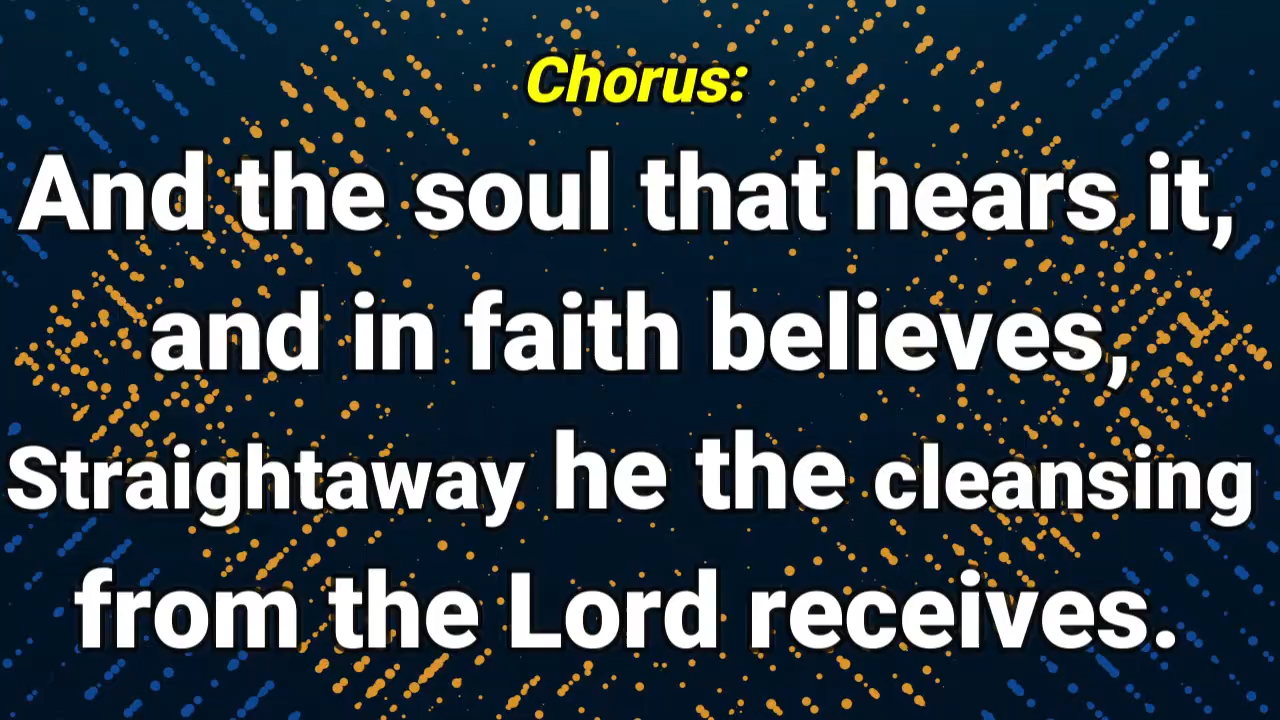 Chorus:
And the soul that hears it,
and in faith believes,
Straightaway he the cleansing
from the Lord receives.